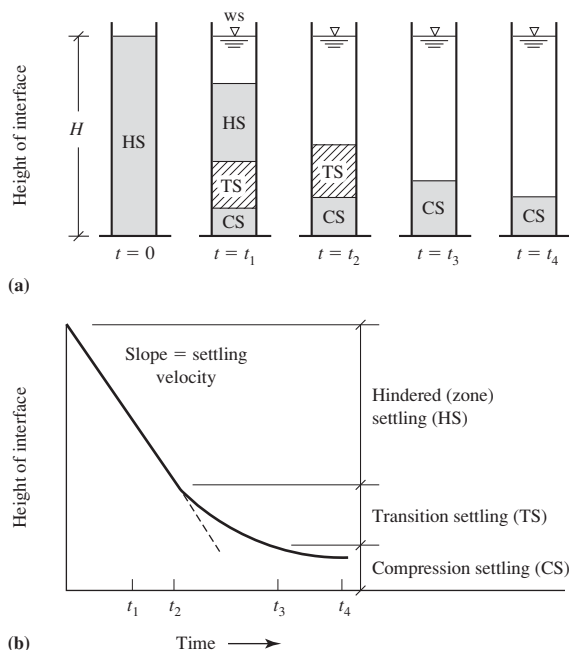 ws
Height of interface
H
HS
HS
TS
CS
TS
CS
CS
CS
t = 0
t = t₁
t = t₂
t = t₃
t = t₄
(a)
Slope = settling
velocity
Height of interface
Hindered (zone)
settling (HS)
Transition settling (TS)
Compression settling (CS)
t₁
t₂
t₃
t₄
(b)
Time